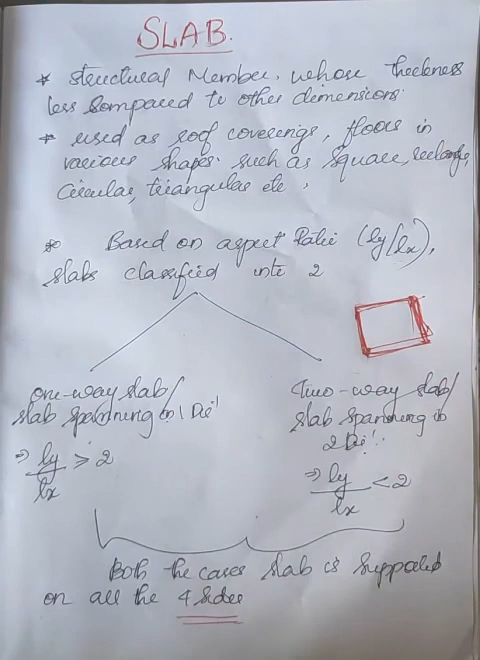 SLAB.
* Structural Member, whose thickness
less compared to other dimensions.
* used as roof coverings, floors in
various shapes. such as Square, rectangle,
Circular, triangular etc.
* Based on aspect Ratio (ly/lx),
slabs classified into 2
one-way slab/
slab spanning in 1 Dir!
⇒ ly/lx ≥ 2
Two-way slab/
slab spanning in
2 Dir!.
⇒ ly/lx < 2
Both the cases slab is supported
on all the 4 sides